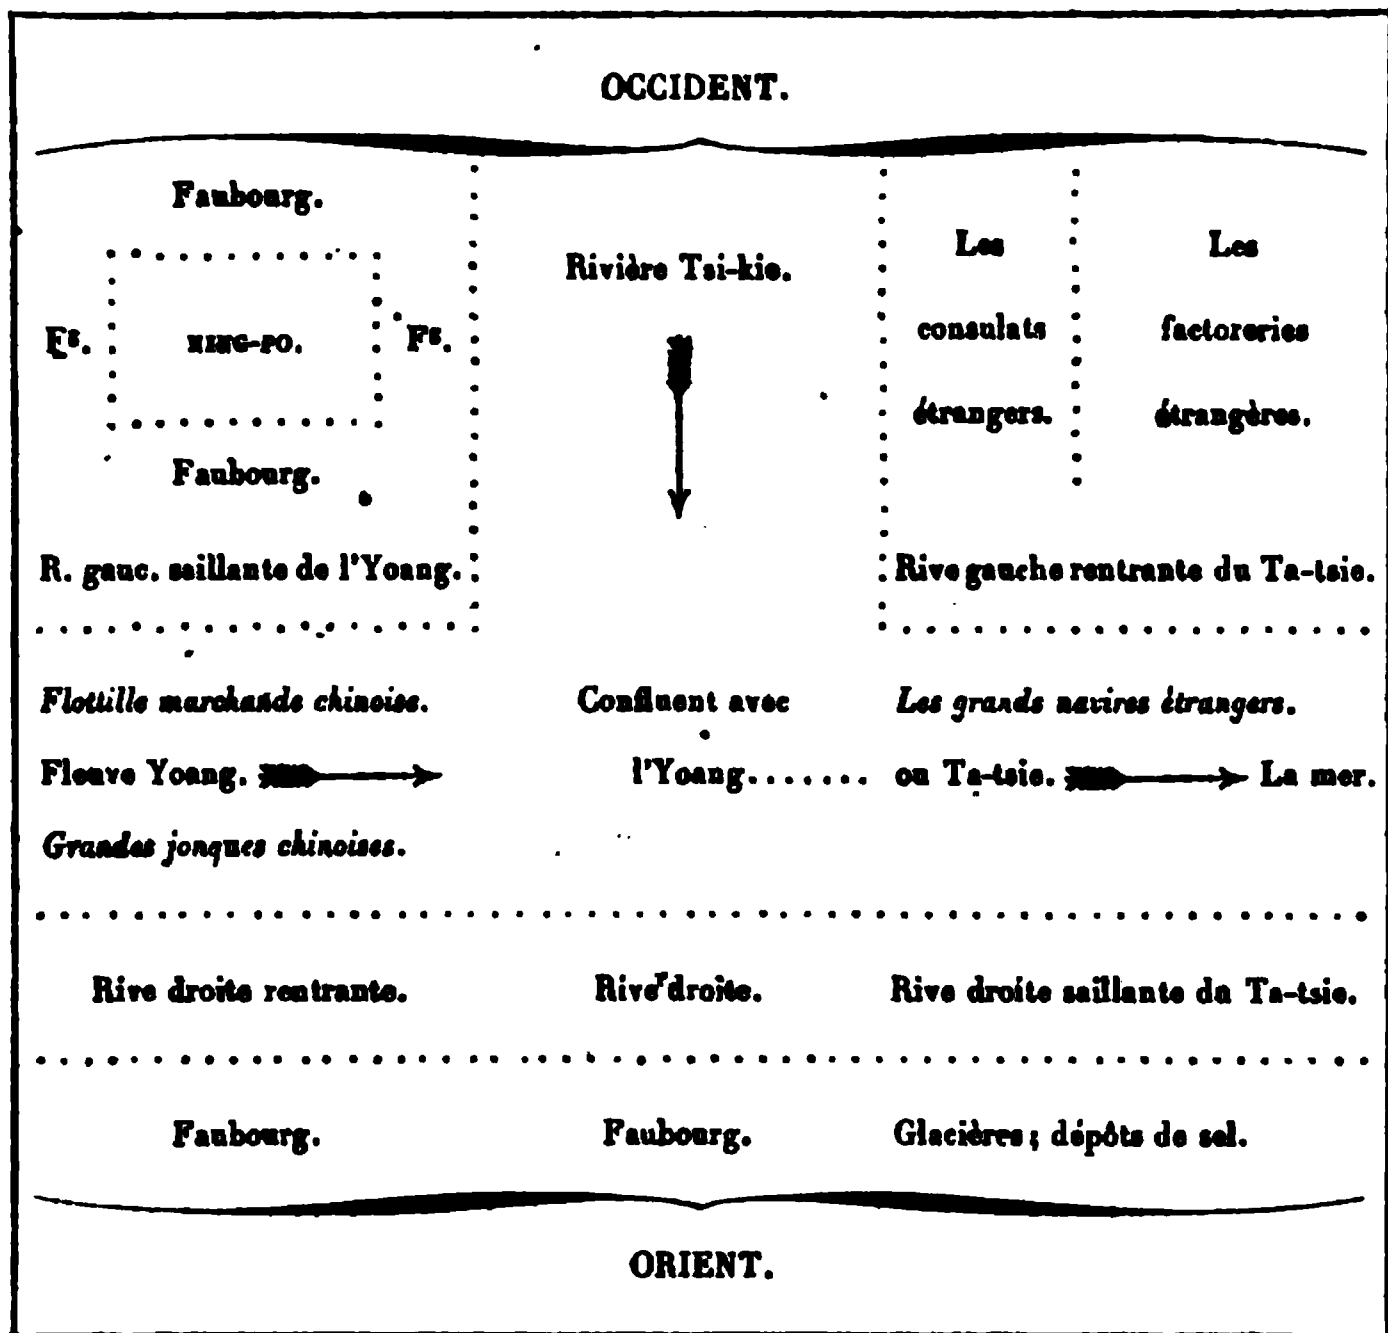 OCCIDENT.
Faubourg.
Fg. NING-PO. Fg.
Faubourg.
R. gauc. saillante de l'Yoang.
Rivière Tsi-kie.
Les
consulats
étrangers.
Les
factoreries
étrangères.
Rive gauche rentrante du Ta-tsie.
Flottille marchande chinoise.
Confluent avec
Les grands navires étrangers.
Fleuve Yoang.
l'Yoang....... ou Ta-tsie.
La mer.
Grandes jonques chinoises.
Rive droite rentrante.
Rive droite.
Rive droite saillante du Ta-tsie.
Faubourg.
Faubourg.
Glacières; dépôts de sel.
ORIENT.